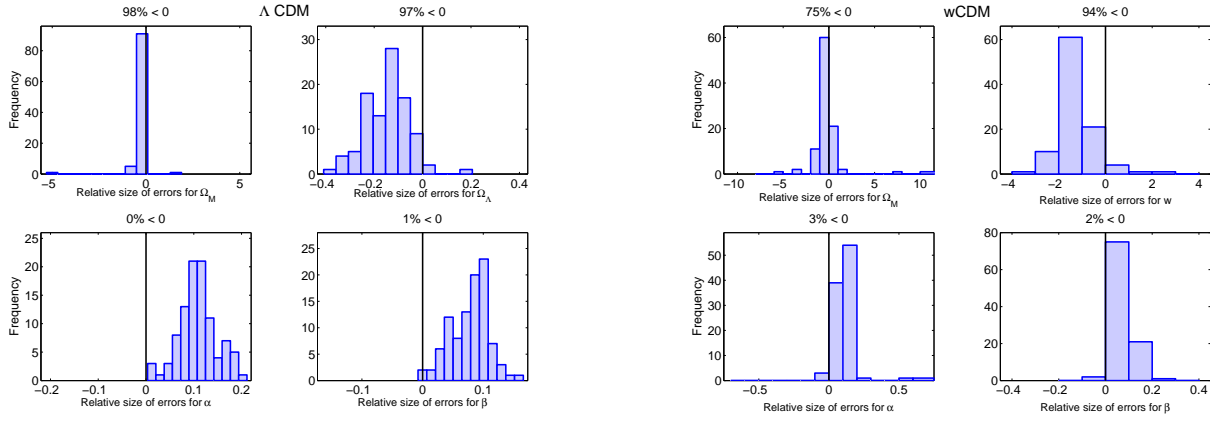 Λ CDM
98% < 0
Frequency
80
60
40
20
0
−5 0 5
Relative size of errors for Ω_M
97% < 0
30
20
10
0
−0.4 −0.2 0 0.2 0.4
Relative size of errors for Ω_Λ
0% < 0
Frequency
25
20
15
10
5
0
−0.2 −0.1 0 0.1 0.2
Relative size of errors for α
1% < 0
25
20
15
10
5
0
−0.1 0 0.1
Relative size of errors for β
wCDM
75% < 0
Frequency
60
40
20
0
−10 −5 0 5 10
Relative size of errors for Ω_M
94% < 0
60
40
20
0
−4 −2 0 2 4
Relative size of errors for w
3% < 0
Frequency
50
40
30
20
10
0
−0.5 0 0.5
Relative size of errors for α
2% < 0
80
60
40
20
0
−0.4 −0.2 0 0.2 0.4
Relative size of errors for β